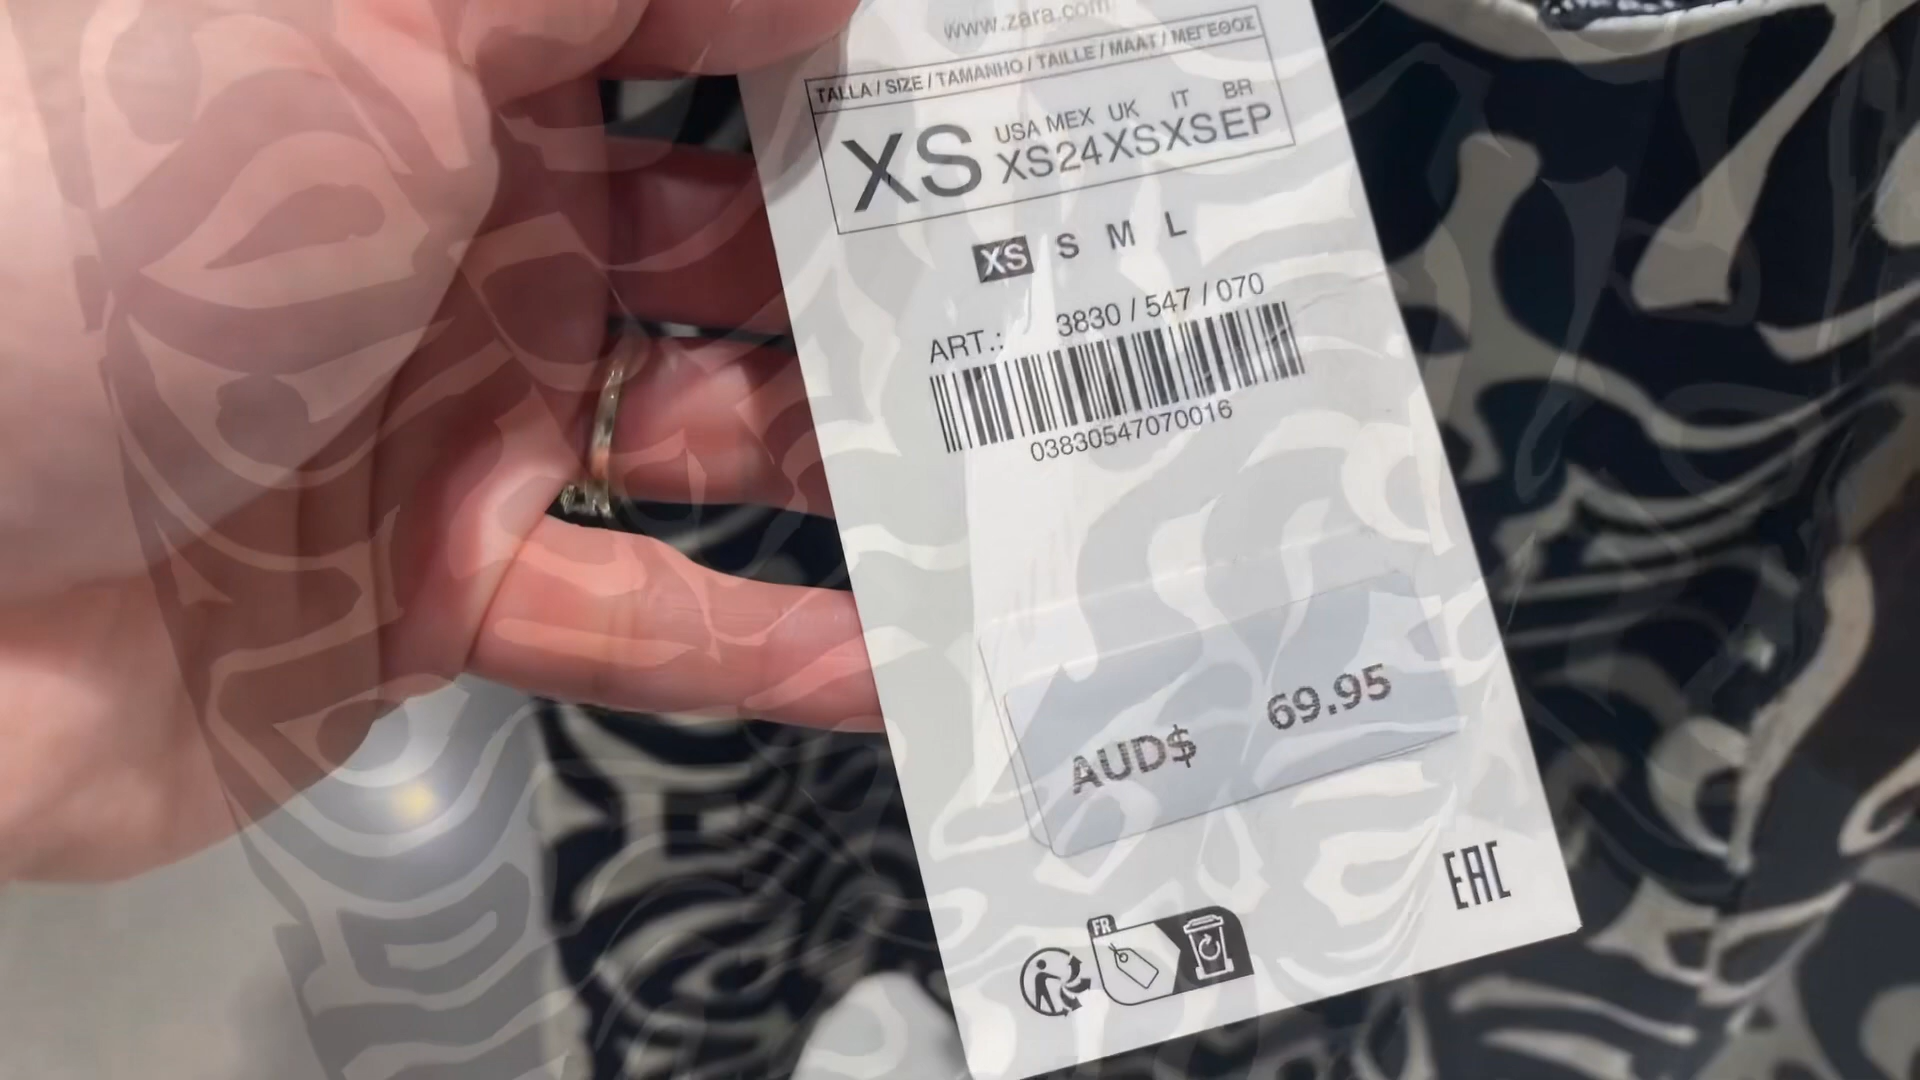 www.zara.com
TALLA / SIZE / TAMANHO / TAILLE / MAAT / ΜΕΓΕΘΟΣ
XS
USA MEX UK IT BR
XS 24 XS XS EP
XS S M L
ART.: 3830 / 547 / 070
03830547070016
AUD$ 69.95
EAC
FR